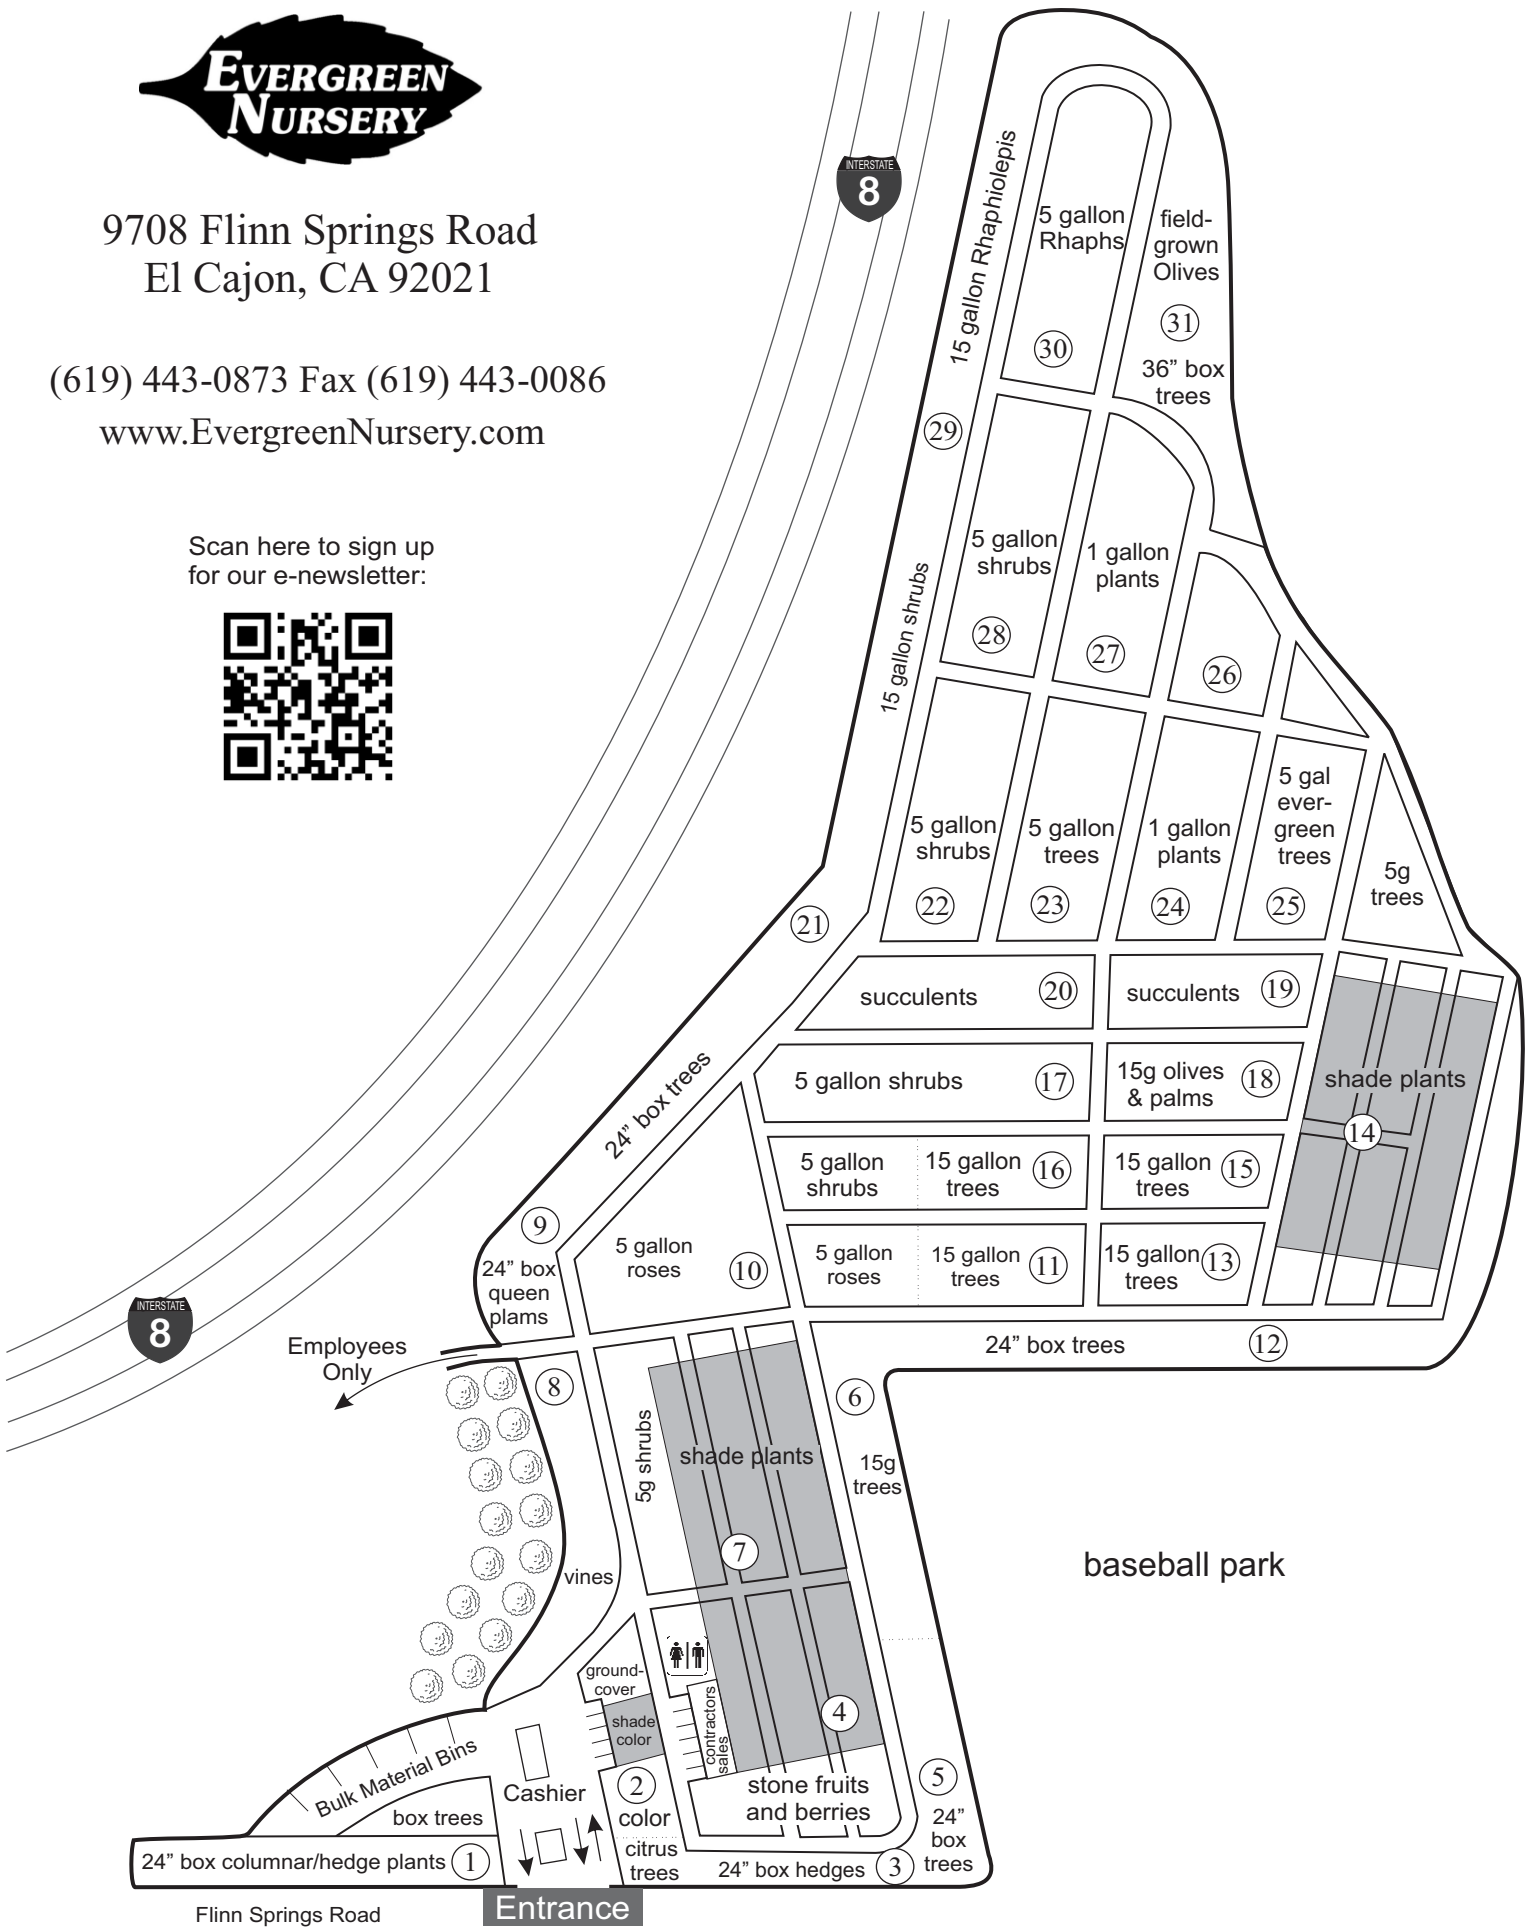 EVERGREEN
NURSERY
9708 Flinn Springs Road
El Cajon, CA 92021
(619) 443-0873 Fax (619) 443-0086
www.EvergreenNursery.com
Scan here to sign up
for our e-newsletter:
INTERSTATE
8
15 gallon Rhaphiolepis
5 gallon
Rhaphs
30
field-
grown
Olives
31
36” box
trees
29
15 gallon shrubs
5 gallon
shrubs
28
1 gallon
plants
27
26
5 gallon
shrubs
22
5 gallon
trees
23
1 gallon
plants
24
5 gal
ever-
green
trees
25
5g
trees
21
succulents
20
succulents
19
24” box trees
5 gallon shrubs
17
15g olives
& palms
18
shade plants
14
5 gallon
shrubs
15 gallon
trees
16
15 gallon
trees
15
9
24” box
queen
plams
5 gallon
roses
10
5 gallon
roses
15 gallon
trees
11
15 gallon
trees
13
24” box trees
12
INTERSTATE
8
Employees
Only
8
5g shrubs
shade plants
7
6
15g
trees
baseball park
vines
ground-
cover
shade
color
contractors
sales
4
Bulk Material Bins
Cashier
2
color
stone fruits
and berries
5
24”
box
trees
box trees
citrus
trees
24” box columnar/hedge plants
1
24” box hedges
3
Flinn Springs Road
Entrance